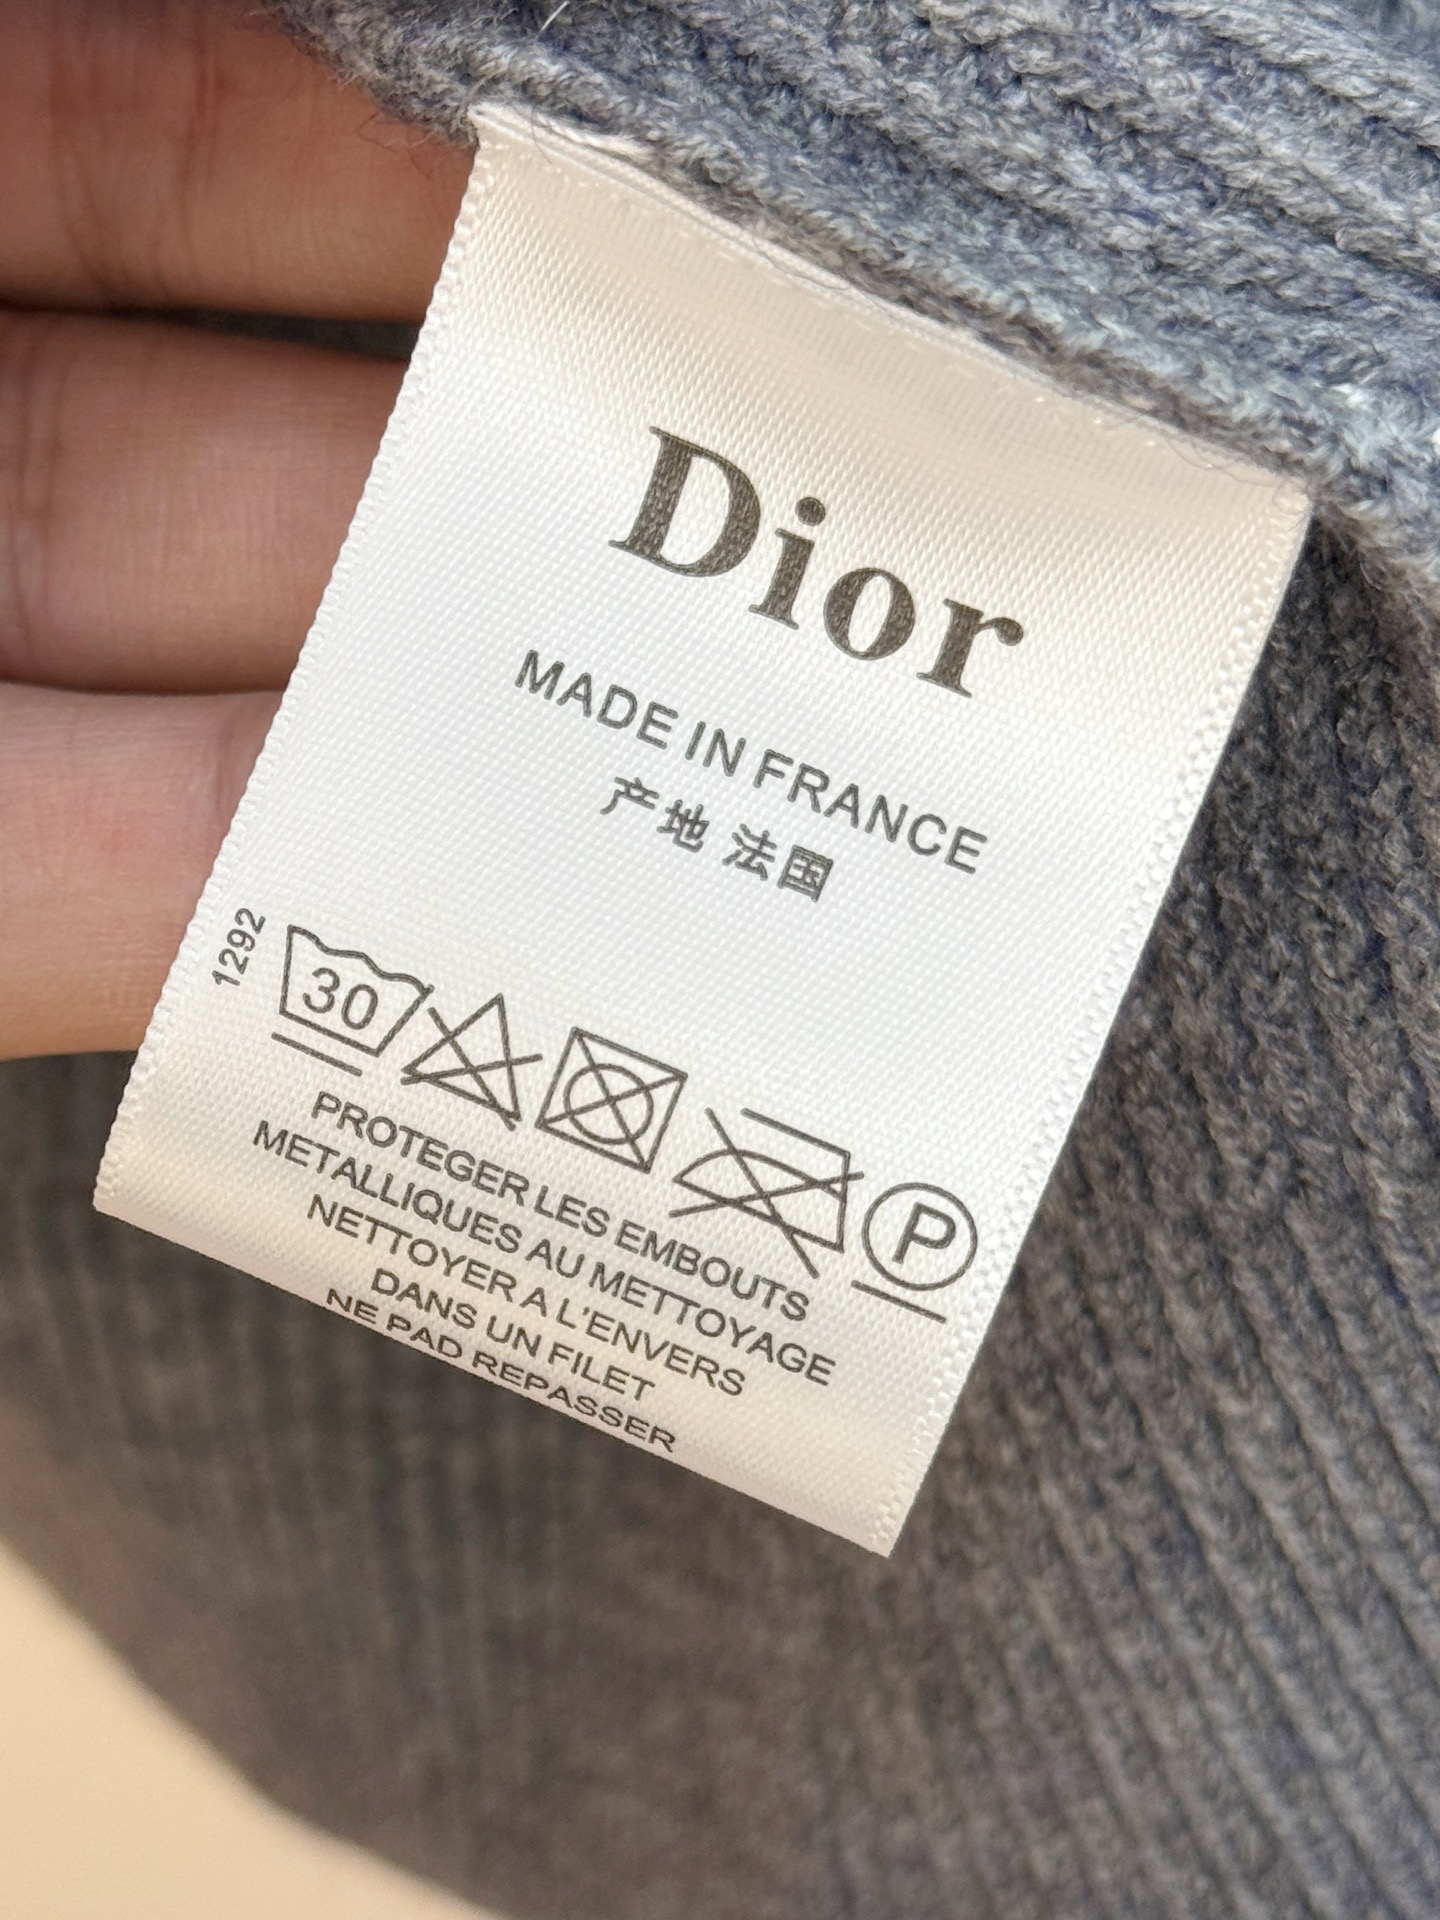 Dior
MADE IN FRANCE
产地 法国
1292
30
P
PROTEGER LES EMBOUTS
METALLIQUES AU METTOYAGE
NETTOYER A L'ENVERS
DANS UN FILET
NE PAD REPASSER